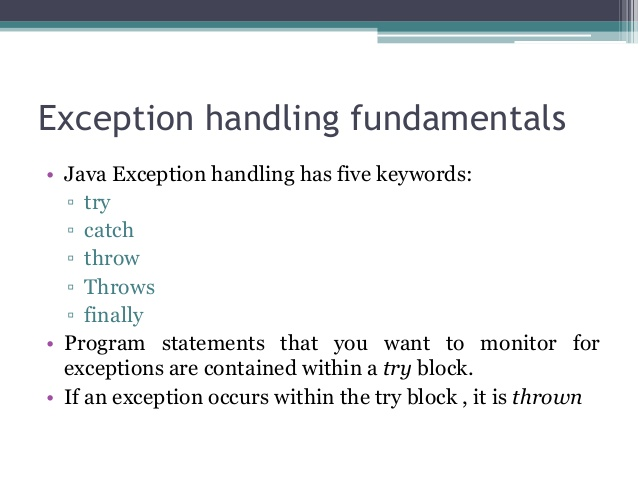 Exception handling fundamentals
• Java Exception handling has five keywords:
▫ try
▫ catch
▫ throw
▫ Throws
▫ finally
• Program statements that you want to monitor for
exceptions are contained within a try block.
• If an exception occurs within the try block , it is thrown